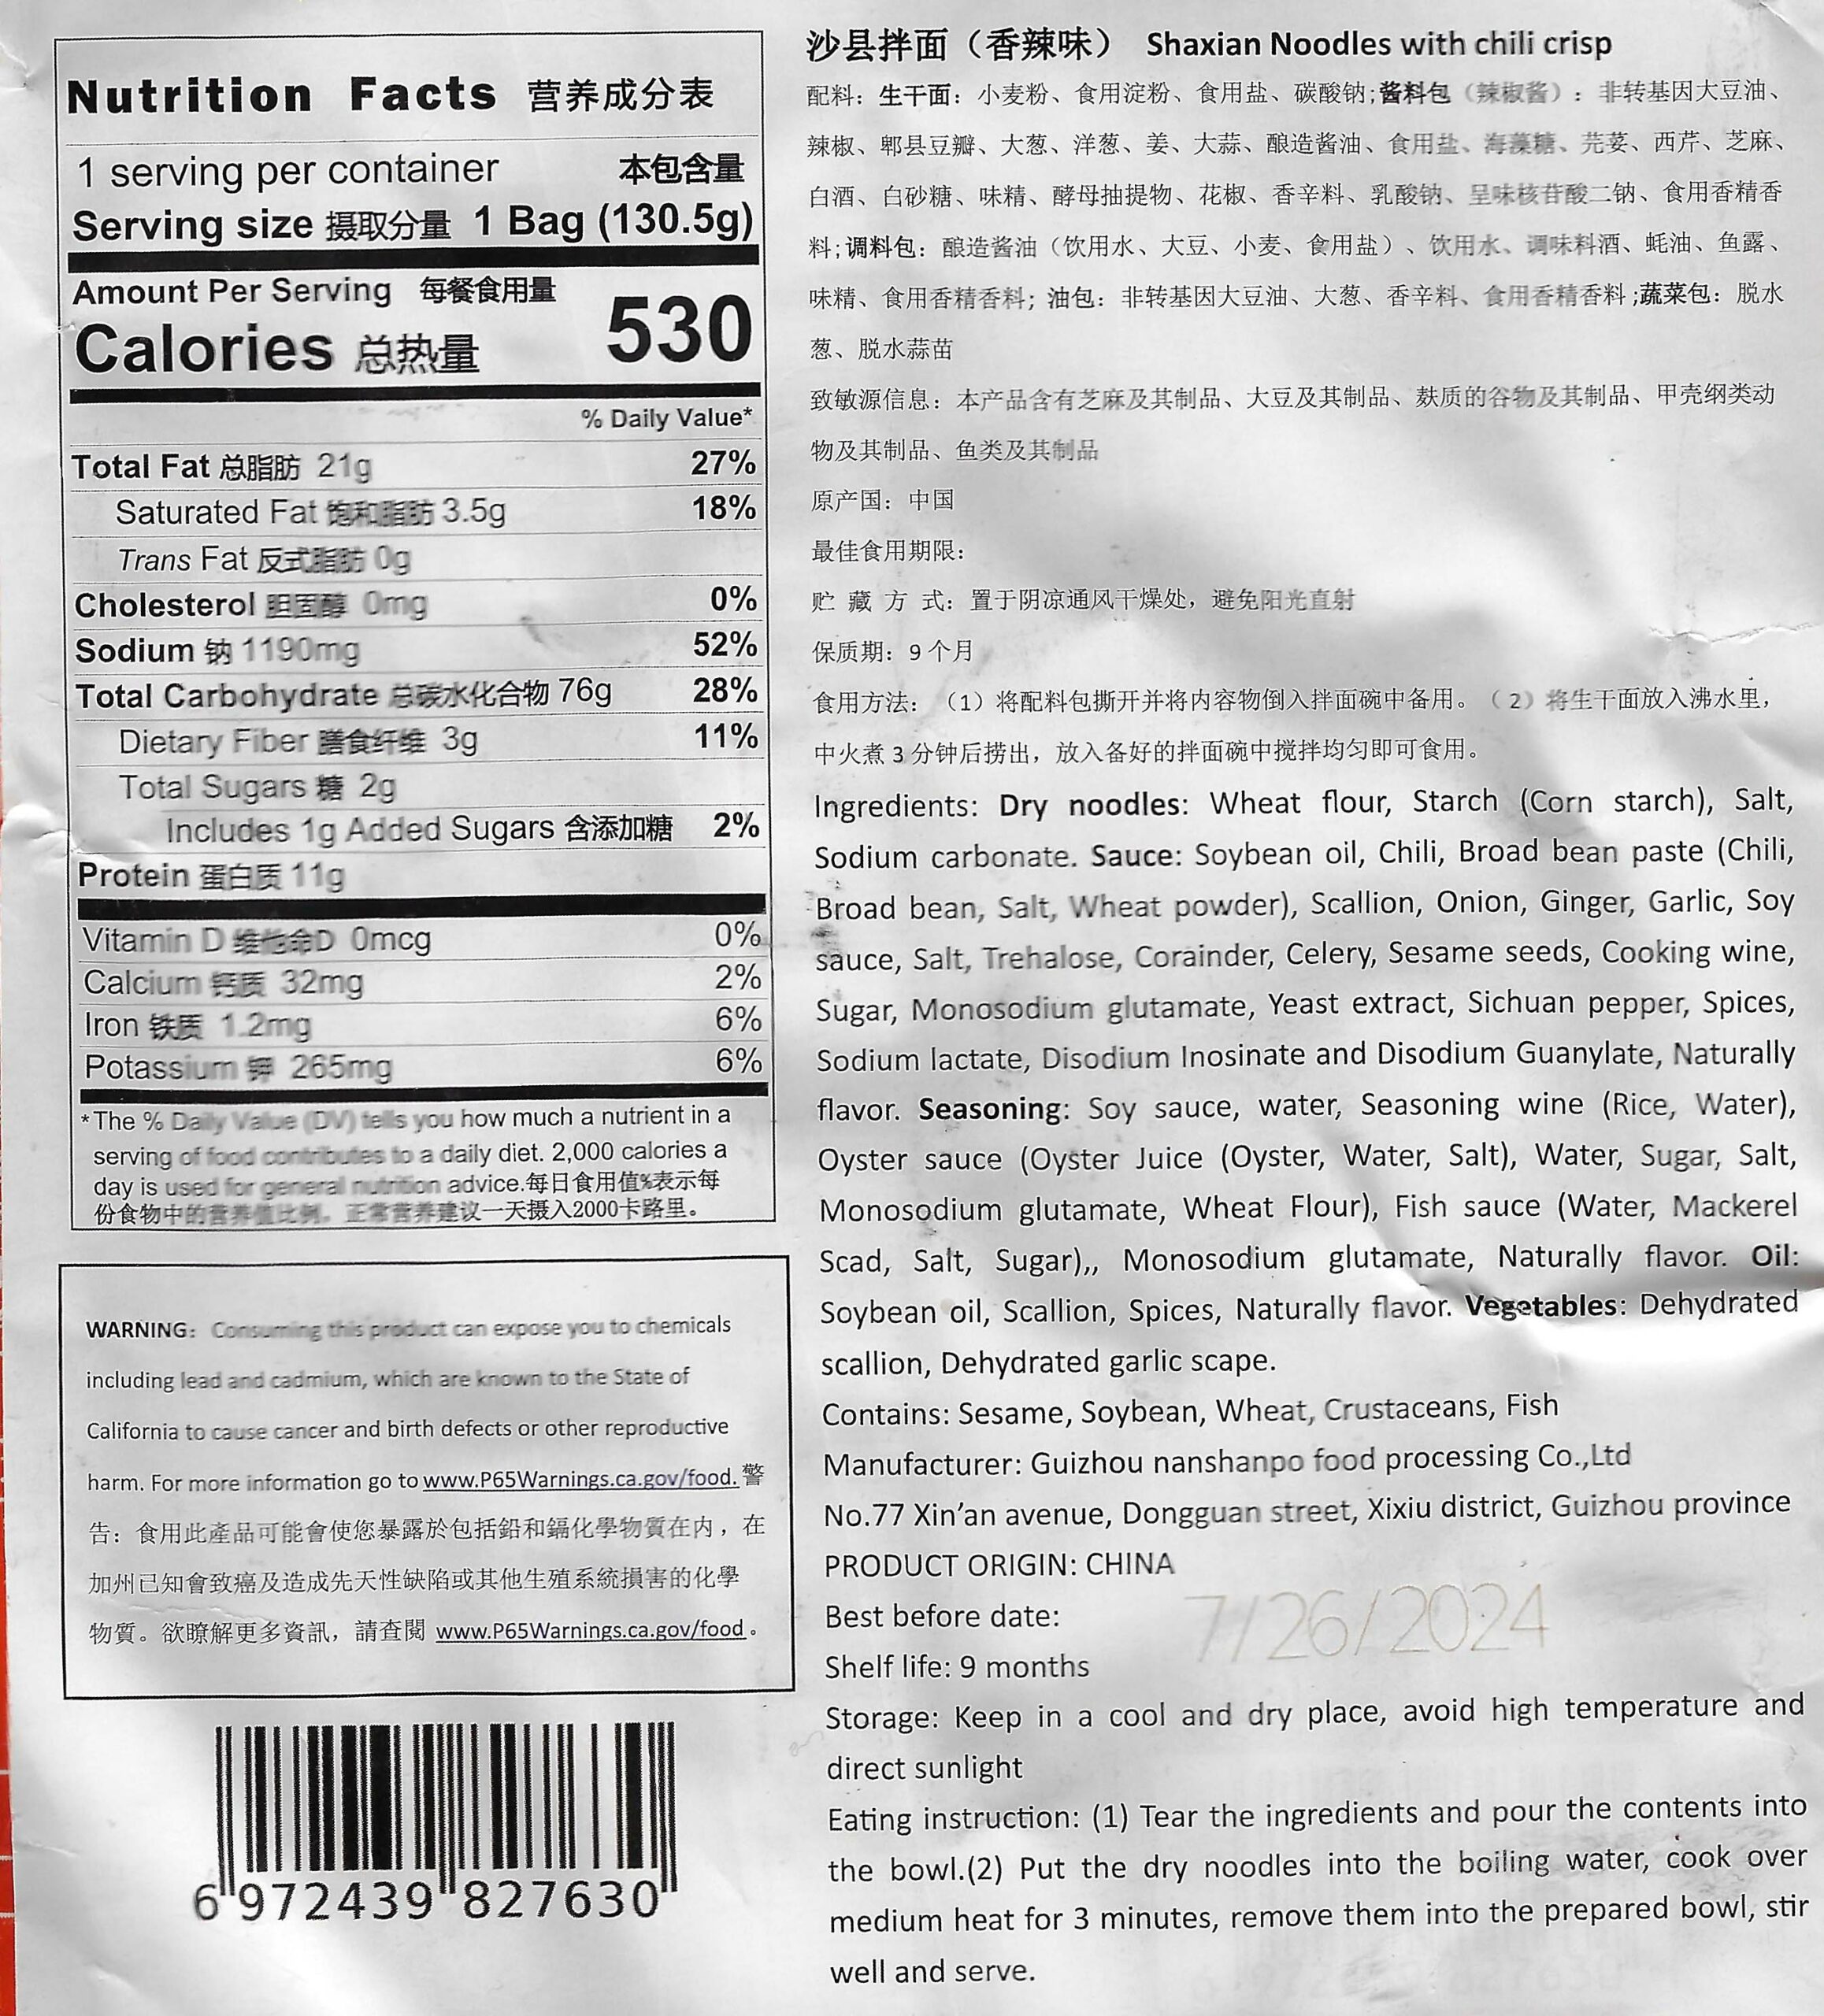 Nutrition Facts 营养成分表
1 serving per container 本包含量
Serving size 摄取分量 1 Bag (130.5g)
Amount Per Serving 每餐食用量
Calories 总热量 530
% Daily Value*
Total Fat 总脂肪 21g 27%
Saturated Fat 饱和脂肪 3.5g 18%
Trans Fat 反式脂肪 0g
Cholesterol 胆固醇 0mg 0%
Sodium 钠 1190mg 52%
Total Carbohydrate 总碳水化合物 76g 28%
Dietary Fiber 膳食纤维 3g 11%
Total Sugars 糖 2g
Includes 1g Added Sugars 含添加糖 2%
Protein 蛋白质 11g
Vitamin D 维他命D 0mcg 0%
Calcium 钙质 32mg 2%
Iron 铁质 1.2mg 6%
Potassium 钾 265mg 6%
*The % Daily Value (DV) tells you how much a nutrient in a
serving of food contributes to a daily diet. 2,000 calories a
day is used for general nutrition advice.每日食用值%表示每
份食物中的营养值比例，正常营养建议一天摄入2000卡路里。
WARNING: Consuming this product can expose you to chemicals
including lead and cadmium, which are known to the State of
California to cause cancer and birth defects or other reproductive
harm. For more information go to www.P65Warnings.ca.gov/food. 警
告：食用此產品可能會使您暴露於包括鉛和鎘化學物質在内，在
加州已知會致癌及造成先天性缺陷或其他生殖系統損害的化學
物質。欲瞭解更多資訊，請查閱 www.P65Warnings.ca.gov/food。
6 972439 827630
沙县拌面（香辣味） Shaxian Noodles with chili crisp
配料：生干面：小麦粉、食用淀粉、食用盐、碳酸钠;酱料包（辣椒酱）：非转基因大豆油、
辣椒、郫县豆瓣、大葱、洋葱、姜、大蒜、酿造酱油、食用盐、海藻糖、芫荽、西芹、芝麻、
白酒、白砂糖、味精、酵母抽提物、花椒、香辛料、乳酸钠、呈味核苷酸二钠、食用香精香
料;调料包：酿造酱油（饮用水、大豆、小麦、食用盐）、饮用水、调味料酒、蚝油、鱼露、
味精、食用香精香料；油包：非转基因大豆油、大葱、香辛料、食用香精香料;蔬菜包：脱水
葱、脱水蒜苗
致敏源信息：本产品含有芝麻及其制品、大豆及其制品、麸质的谷物及其制品、甲壳纲类动
物及其制品、鱼类及其制品
原产国：中国
最佳食用期限：
贮 藏 方 式：置于阴凉通风干燥处，避免阳光直射
保质期：9 个月
食用方法：（1）将配料包撕开并将内容物倒入拌面碗中备用。（2）将生干面放入沸水里，
中火煮 3 分钟后捞出，放入备好的拌面碗中搅拌均匀即可食用。
Ingredients: Dry noodles: Wheat flour, Starch (Corn starch), Salt,
Sodium carbonate. Sauce: Soybean oil, Chili, Broad bean paste (Chili,
Broad bean, Salt, Wheat powder), Scallion, Onion, Ginger, Garlic, Soy
sauce, Salt, Trehalose, Corainder, Celery, Sesame seeds, Cooking wine,
Sugar, Monosodium glutamate, Yeast extract, Sichuan pepper, Spices,
Sodium lactate, Disodium Inosinate and Disodium Guanylate, Naturally
flavor. Seasoning: Soy sauce, water, Seasoning wine (Rice, Water),
Oyster sauce (Oyster Juice (Oyster, Water, Salt), Water, Sugar, Salt,
Monosodium glutamate, Wheat Flour), Fish sauce (Water, Mackerel
Scad, Salt, Sugar),, Monosodium glutamate, Naturally flavor. Oil:
Soybean oil, Scallion, Spices, Naturally flavor. Vegetables: Dehydrated
scallion, Dehydrated garlic scape.
Contains: Sesame, Soybean, Wheat, Crustaceans, Fish
Manufacturer: Guizhou nanshanpo food processing Co.,Ltd
No.77 Xin’an avenue, Dongguan street, Xixiu district, Guizhou province
PRODUCT ORIGIN: CHINA
Best before date: 7/26/2024
Shelf life: 9 months
Storage: Keep in a cool and dry place, avoid high temperature and
direct sunlight
Eating instruction: (1) Tear the ingredients and pour the contents into
the bowl.(2) Put the dry noodles into the boiling water, cook over
medium heat for 3 minutes, remove them into the prepared bowl, stir
well and serve.